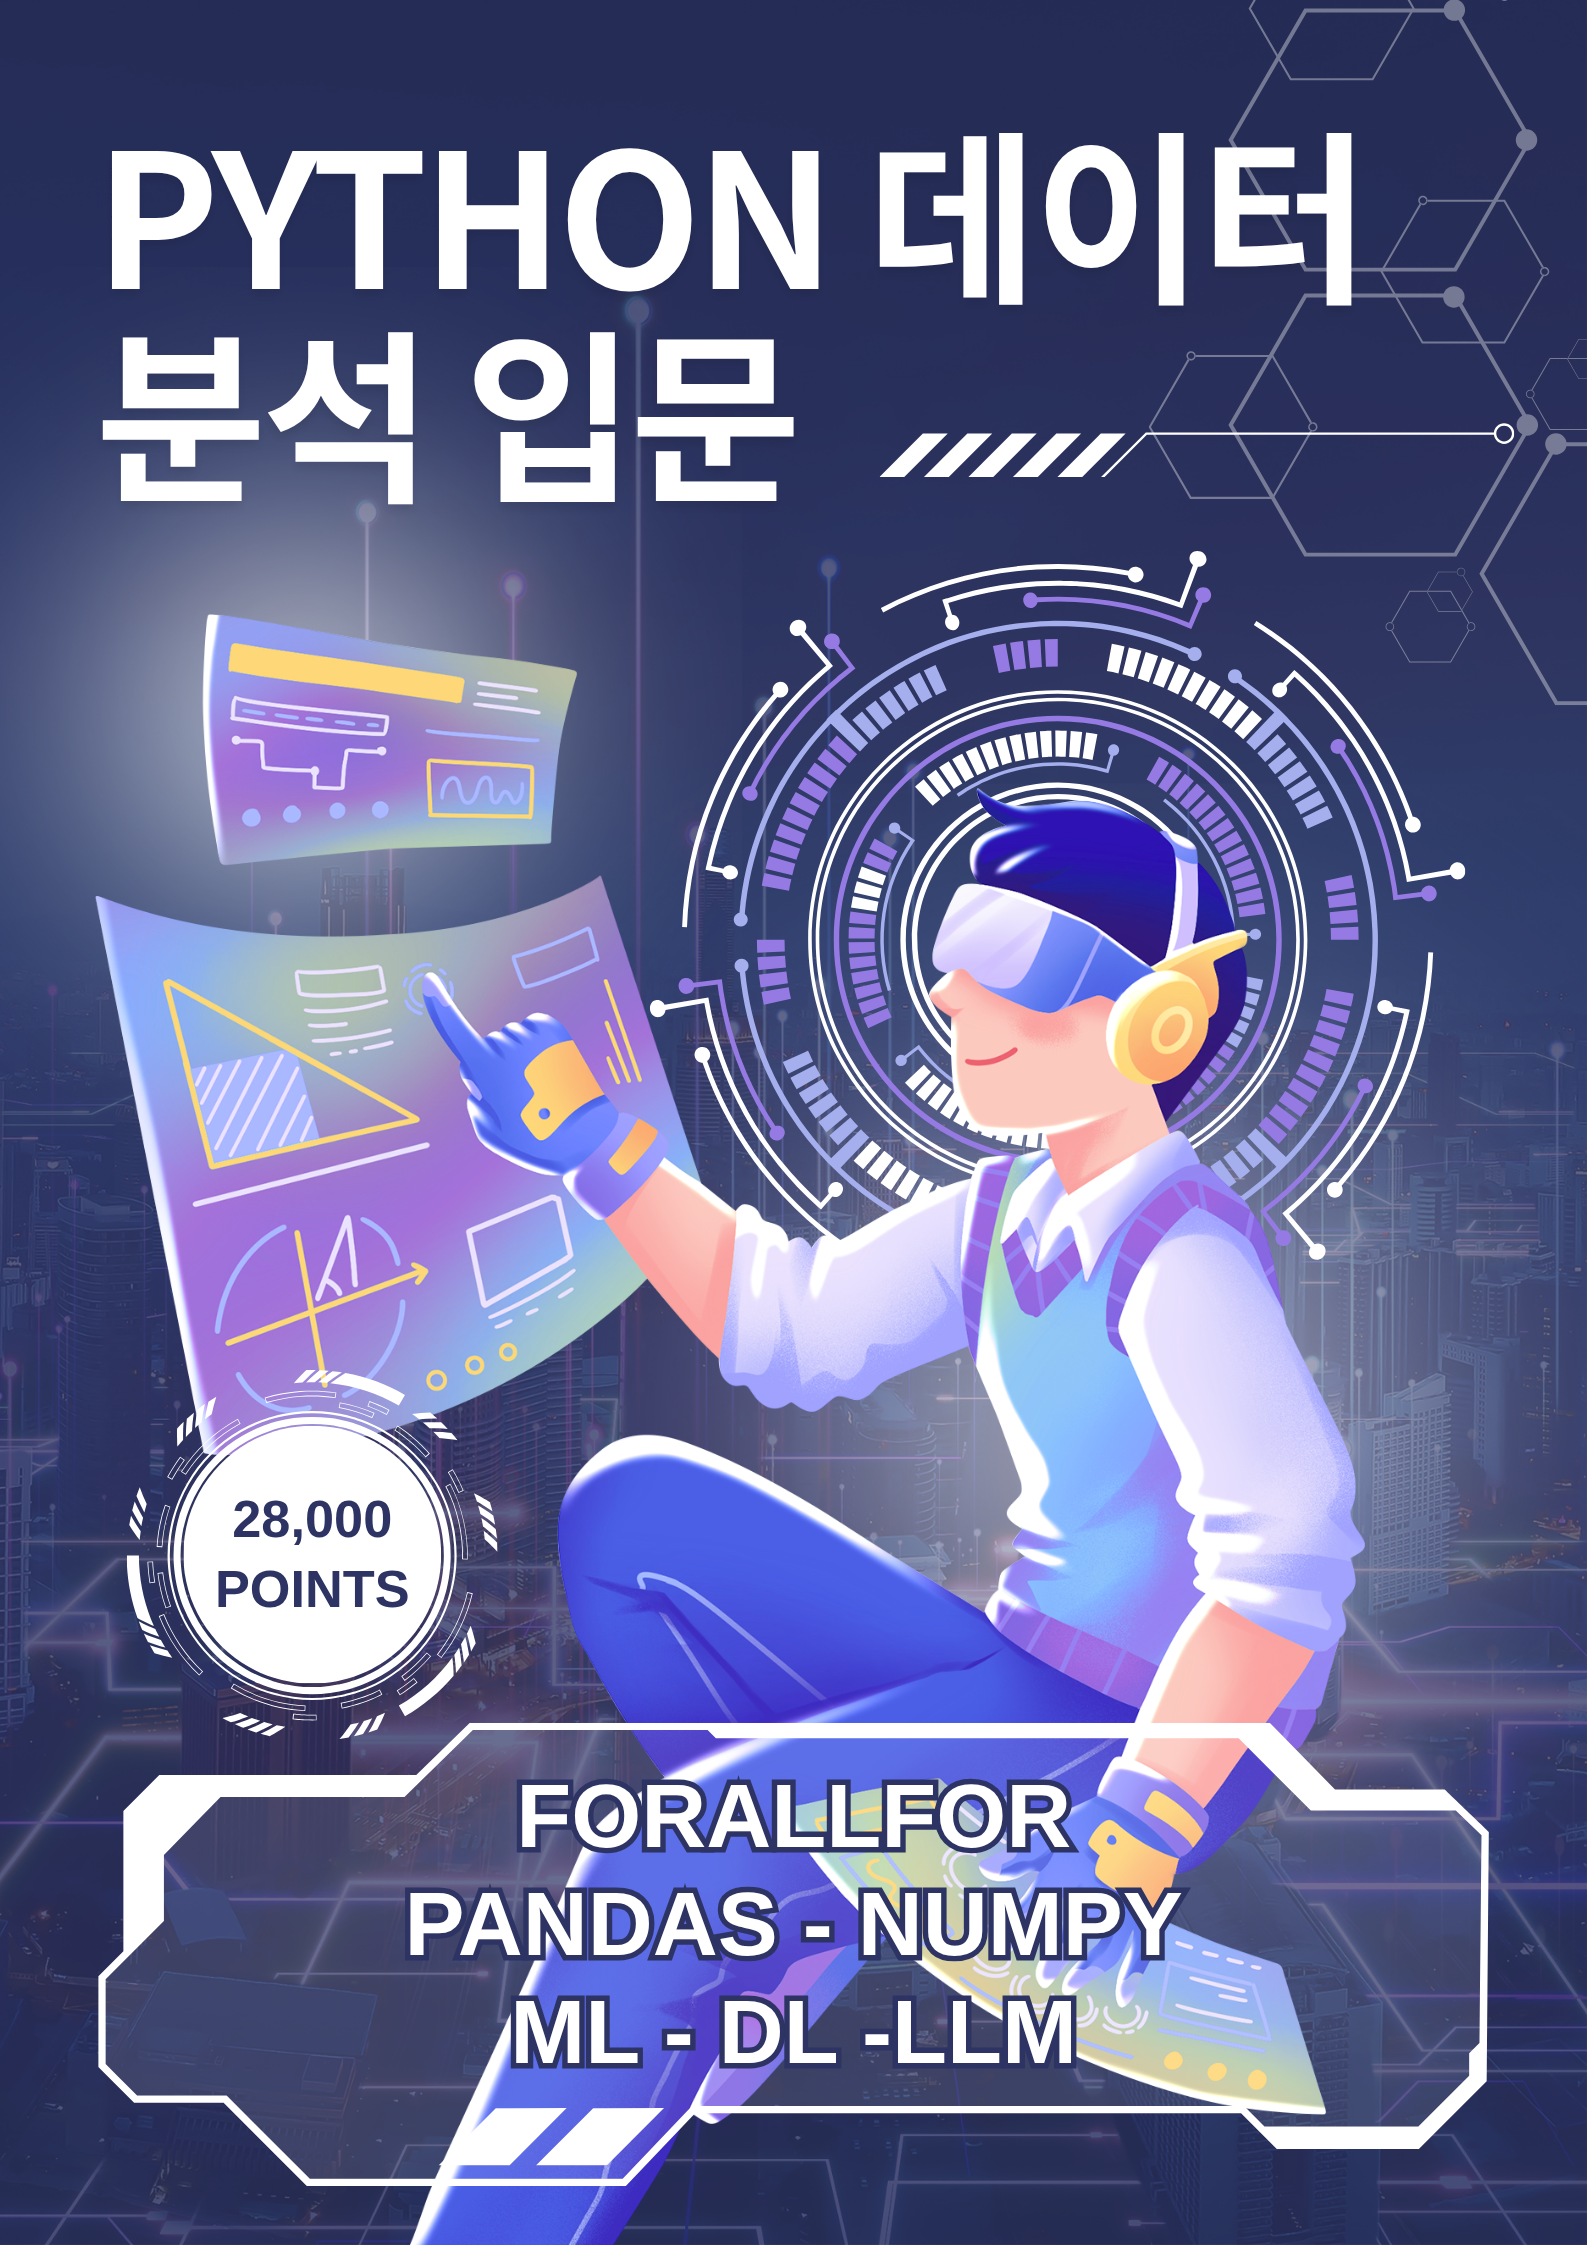 PYTHON 데이터
분석 입문
28,000
POINTS
FORALLFOR
PANDAS - NUMPY
ML - DL -LLM